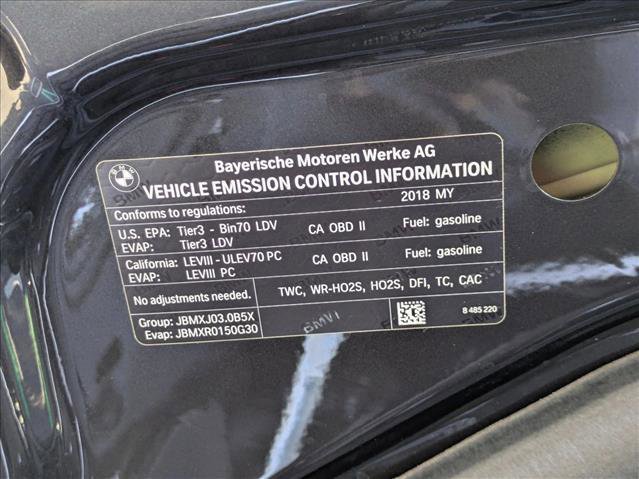 BMW
Bayerische Motoren Werke AG
VEHICLE EMISSION CONTROL INFORMATION
Conforms to regulations: 2018 MY
U.S. EPA: Tier3 - Bin70 LDV CA OBD II Fuel: gasoline
EVAP: Tier3 LDV
California: LEVIII - ULEV70 PC CA OBD II Fuel: gasoline
EVAP: LEVIII PC
No adjustments needed. TWC, WR-HO2S, HO2S, DFI, TC, CAC
Group: JBMXJ03.0B5X
Evap: JBMXR0150G30 8 485 220